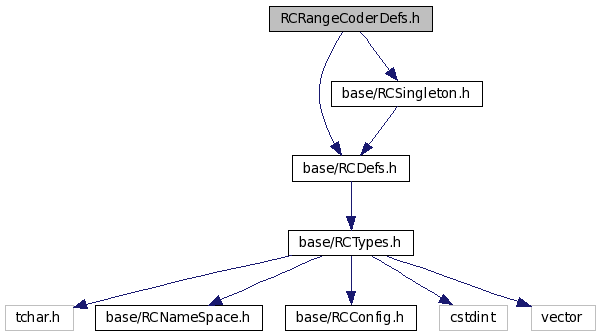 RCRangeCoderDefs.h
base/RCSingleton.h
base/RCDefs.h
base/RCTypes.h
tchar.h
base/RCNameSpace.h
base/RCConfig.h
cstdint
vector